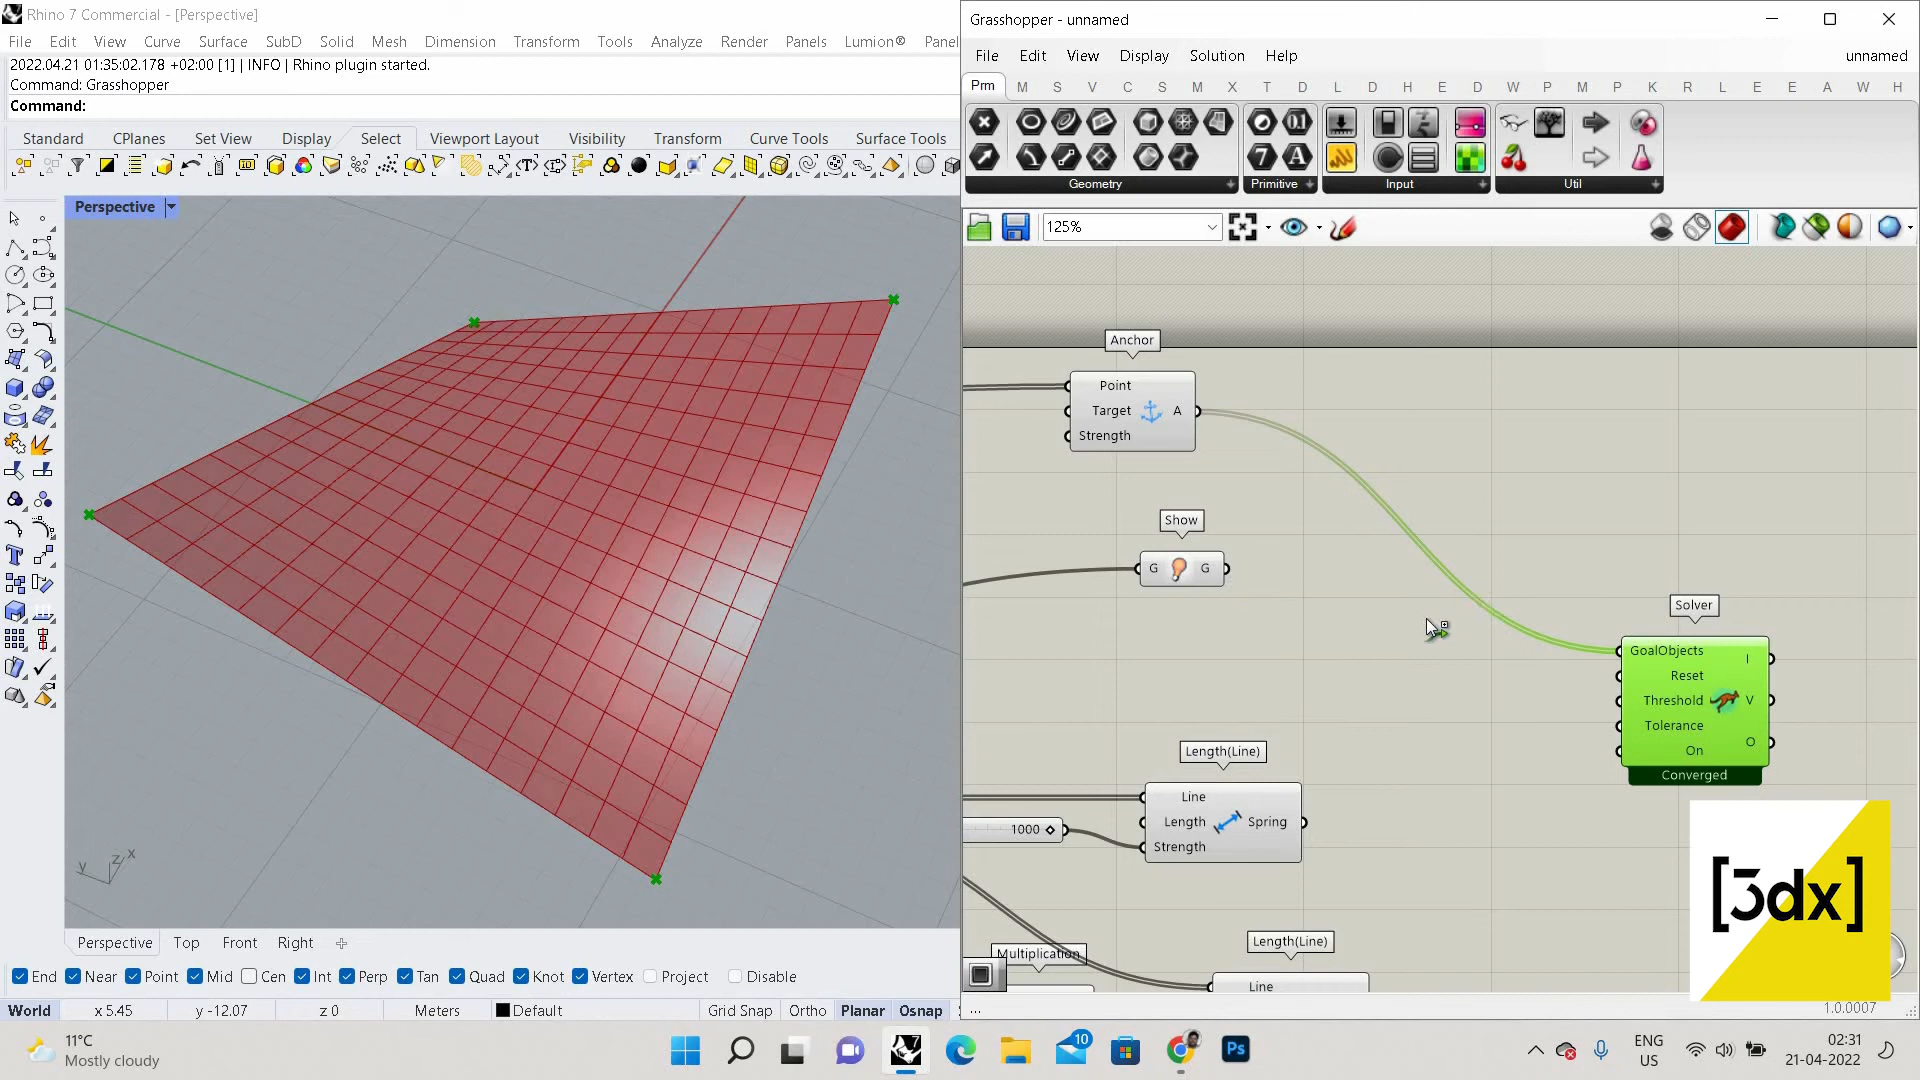 Rhino 7 Commercial - [Perspective]
File Edit View Curve Surface SubD Solid Mesh Dimension Transform Tools Analyze Render Panels Lumion® Panel
2022.04.21 01:35:02.178 +02:00 [1] | INFO | Rhino plugin started.
Command: Grasshopper
Command:
Standard CPlanes Set View Display Select Viewport Layout Visibility Transform Curve Tools Surface Tools
Perspective
y z x
Perspective Top Front Right
End Near Point Mid Cen Int Perp Tan Quad Knot Vertex Project Disable
World x 5.45 y -12.07 z 0 Meters Default Grid Snap Ortho Planar Osnap
Grasshopper - unnamed
File Edit View Display Solution Help unnamed
Prm M S V C S M X T D L D H E D W P M P K R L E E A W H
Geometry Primitive Input Util
125%
Anchor
Point
Target A
Strength
Show
G G
Solver
GoalObjects
Reset
Threshold
Tolerance
On
I
V
O
Converged
Length(Line)
Line
Length Spring
Strength
1000
Length(Line)
Multiplication
Line
[3dx]
...
1.0.0007
11°C
Mostly cloudy
10
Ps
ENG
US
02:31
21-04-2022